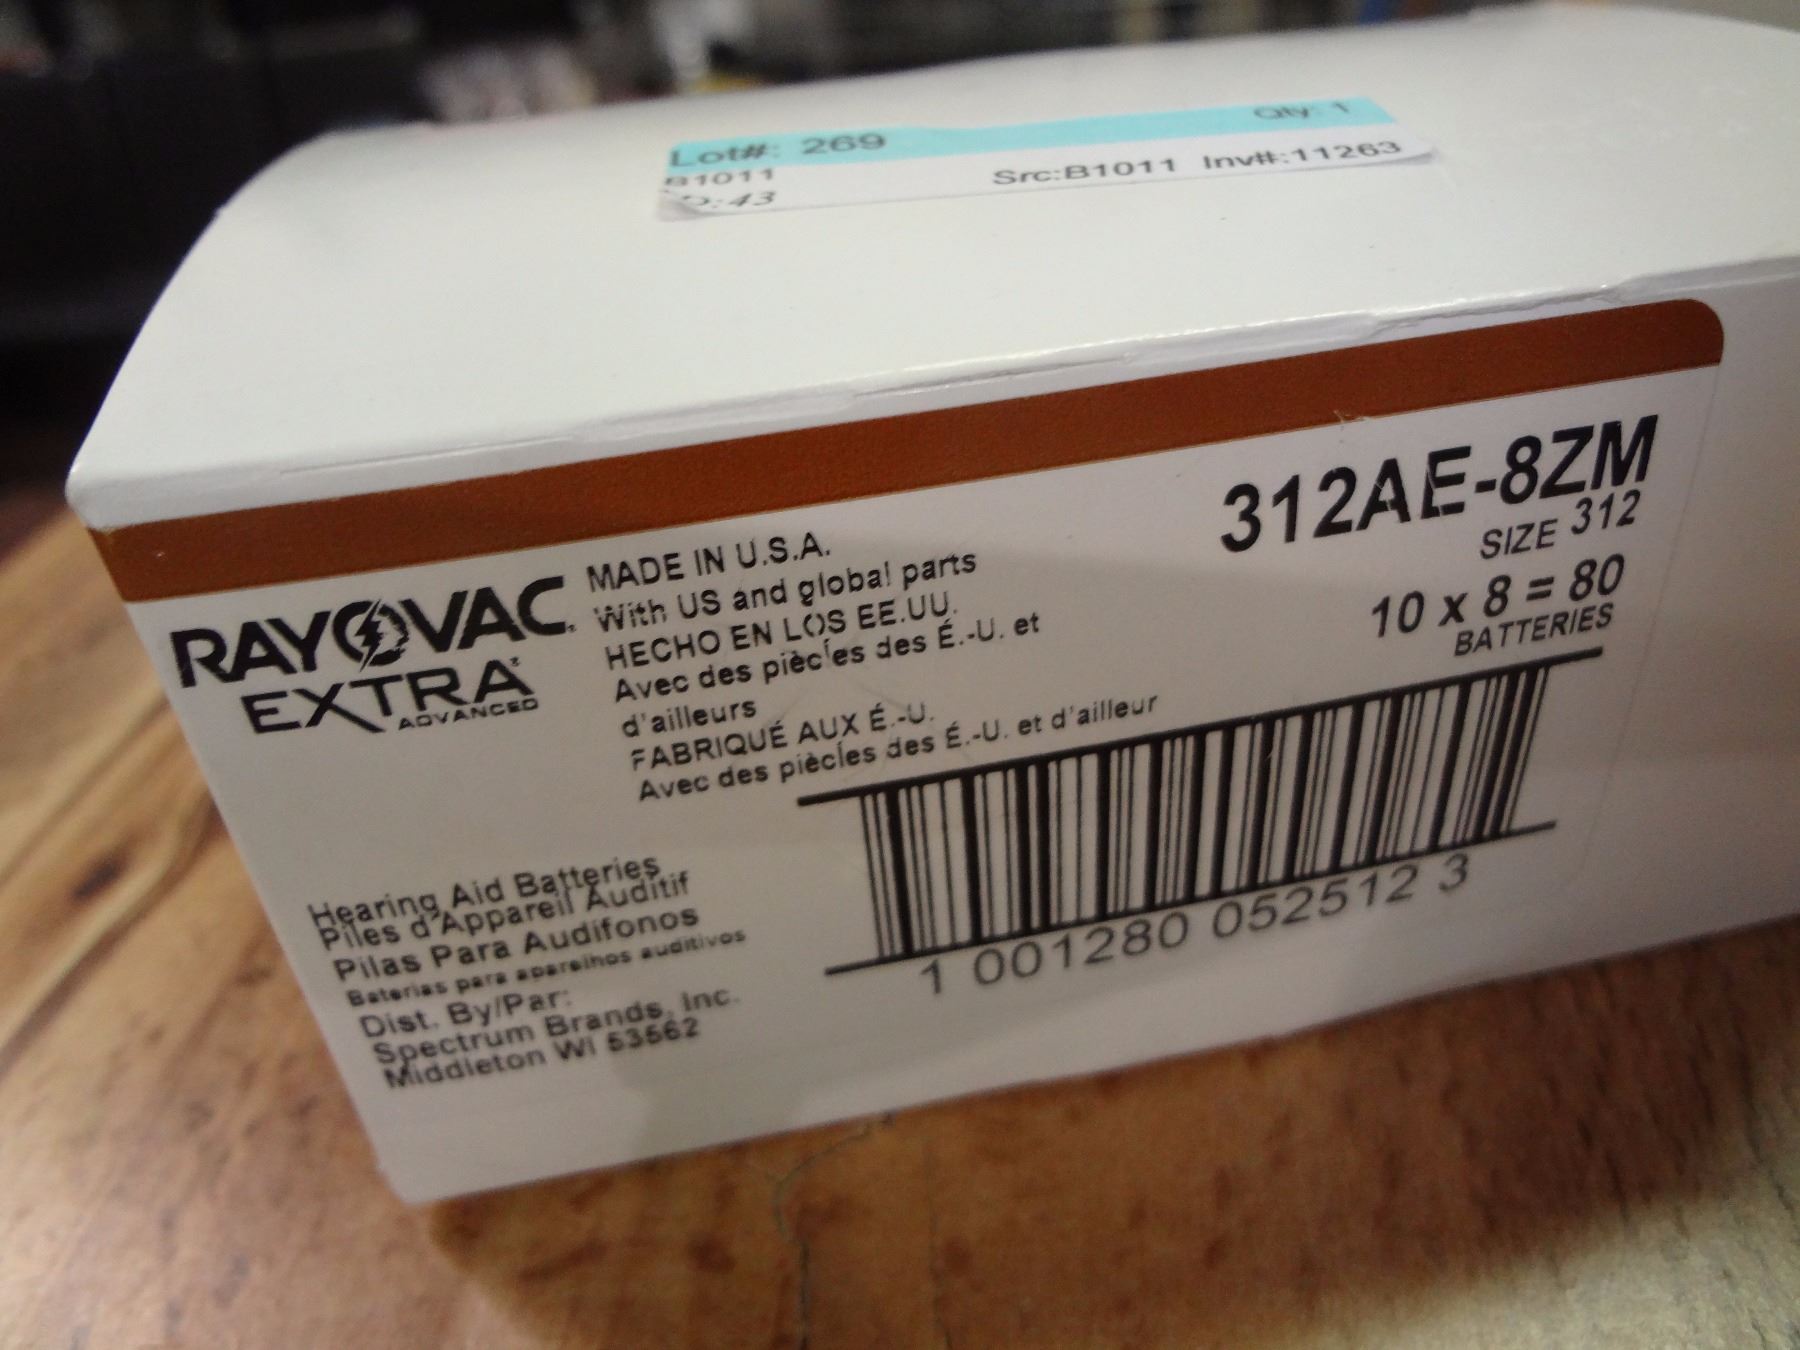 Lot#: 269 Qty: 1
B1011 Src:B1011 Inv#:11263
D: 43
312AE-8ZM
SIZE 312
10 x 8 = 80
BATTERIES
RAYOVAC
EXTRA
ADVANCED
MADE IN U.S.A.
With US and global parts
HECHO EN LOS EE.UU.
Avec des piècles des É.-U. et
d'ailleurs
FABRIQUÉ AUX É.-U.
Avec des piècles des É.-U. et d'ailleur
1 001280 052512 3
Hearing Aid Batteries
Piles d'Appareil Auditif
Pilas Para Audifonos
Baterias para aparelhos auditivos
Dist. By/Par:
Spectrum Brands, Inc.
Middleton WI 53562